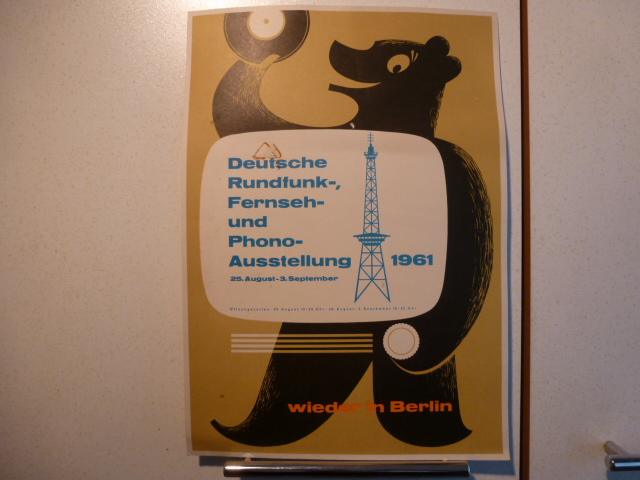 Deutsche
Rundfunk-,
Fernseh-
und
Phono-
Ausstellung 1961
25. August - 3. September
wieder in Berlin